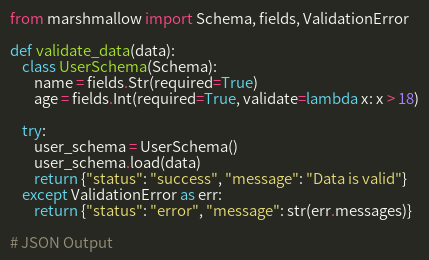 from marshmallow import Schema, fields, ValidationError

def validate_data(data):
    class UserSchema(Schema):
        name = fields.Str(required=True)
        age = fields.Int(required=True, validate=lambda x: x > 18)

    try:
        user_schema = UserSchema()
        user_schema.load(data)
        return {"status": "success", "message": "Data is valid"}
    except ValidationError as err:
        return {"status": "error", "message": str(err.messages)}

# JSON Output